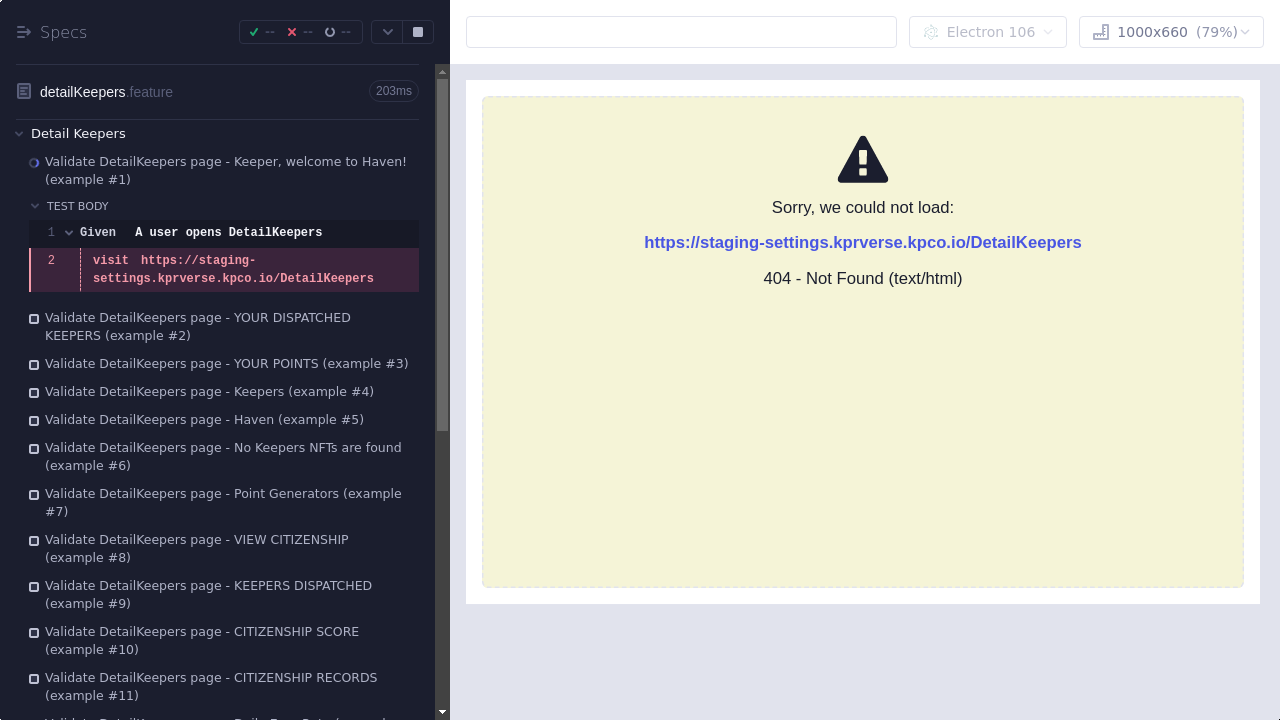 Specs
--
--
--
Electron 106
1000x660 (79%)
detailKeepers.feature
203ms
Detail Keepers
Validate DetailKeepers page - Keeper, welcome to Haven!
(example #1)
TEST BODY
1 Given A user opens DetailKeepers
2 visit https://staging-
settings.kprverse.kpco.io/DetailKeepers
Validate DetailKeepers page - YOUR DISPATCHED
KEEPERS (example #2)
Validate DetailKeepers page - YOUR POINTS (example #3)
Validate DetailKeepers page - Keepers (example #4)
Validate DetailKeepers page - Haven (example #5)
Validate DetailKeepers page - No Keepers NFTs are found
(example #6)
Validate DetailKeepers page - Point Generators (example
#7)
Validate DetailKeepers page - VIEW CITIZENSHIP
(example #8)
Validate DetailKeepers page - KEEPERS DISPATCHED
(example #9)
Validate DetailKeepers page - CITIZENSHIP SCORE
(example #10)
Validate DetailKeepers page - CITIZENSHIP RECORDS
(example #11)
Sorry, we could not load:
https://staging-settings.kprverse.kpco.io/DetailKeepers
404 - Not Found (text/html)